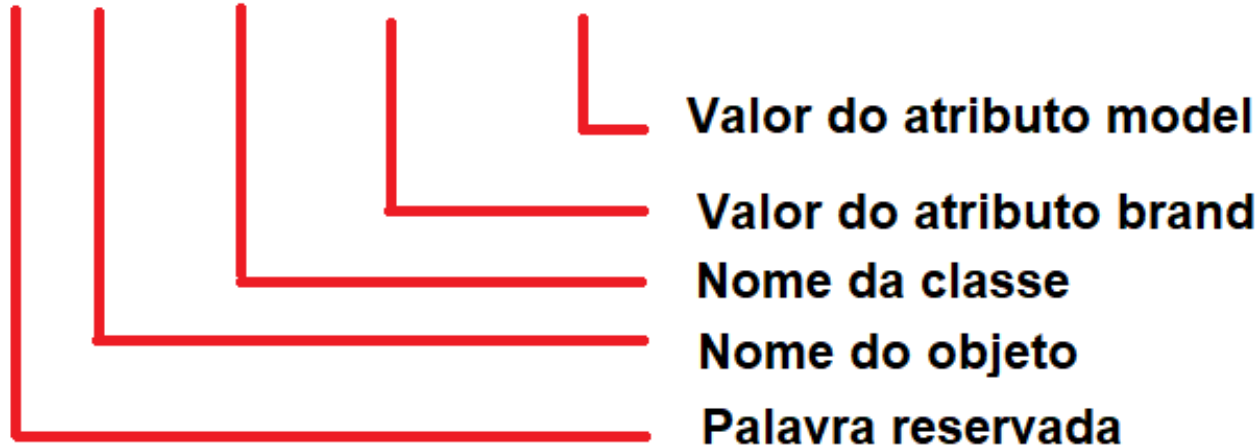 Valor do atributo model
Valor do atributo brand
Nome da classe
Nome do objeto
Palavra reservada